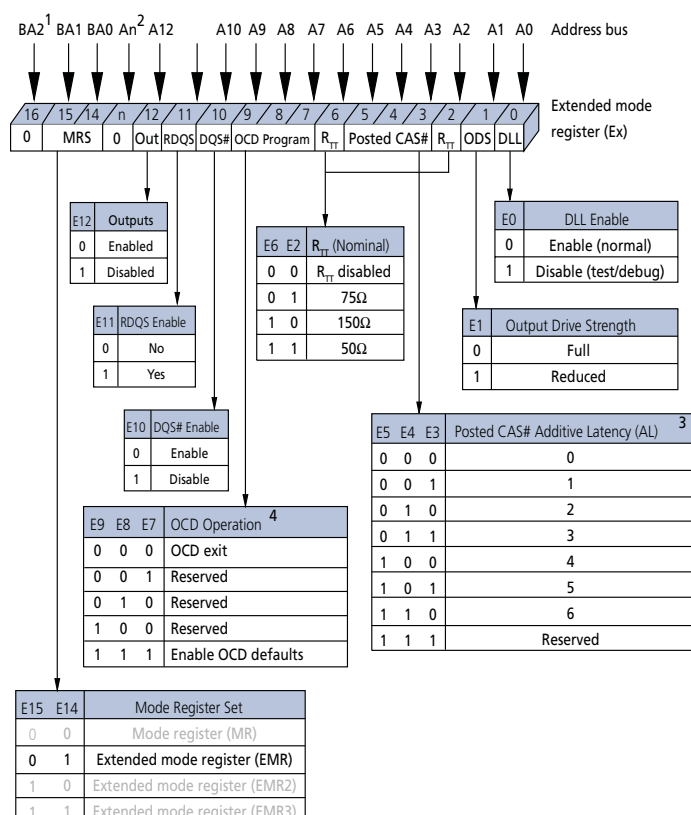 BA2¹ BA1 BA0 An² A12 A10 A9 A8 A7 A6 A5 A4 A3 A2 A1 A0 Address bus
16 15 14 n 12 11 10 9 8 7 6 5 4 3 2 1 0 Extended mode
register (Ex)
0 MRS 0 Out RDQS DQS# OCD Program RTT Posted CAS# RTT ODS DLL
E12 Outputs
0 Enabled
1 Disabled
E11 RDQS Enable
0 No
1 Yes
E10 DQS# Enable
0 Enable
1 Disable
E6 E2 RTT (Nominal)
0 0 RTT disabled
0 1 75Ω
1 0 150Ω
1 1 50Ω
E0 DLL Enable
0 Enable (normal)
1 Disable (test/debug)
E1 Output Drive Strength
0 Full
1 Reduced
E5 E4 E3 Posted CAS# Additive Latency (AL) 3
0 0 0 0
0 0 1 1
0 1 0 2
0 1 1 3
1 0 0 4
1 0 1 5
1 1 0 6
1 1 1 Reserved
E9 E8 E7 OCD Operation 4
0 0 0 OCD exit
0 0 1 Reserved
0 1 0 Reserved
1 0 0 Reserved
1 1 1 Enable OCD defaults
E15 E14 Mode Register Set
0 0 Mode register (MR)
0 1 Extended mode register (EMR)
1 0 Extended mode register (EMR2)
1 1 Extended mode register (EMR3)